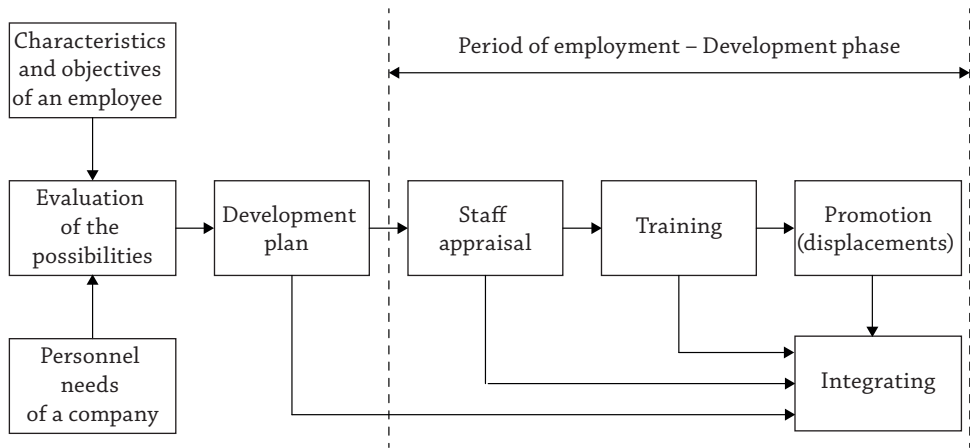 Characteristics
and objectives
of an employee
Period of employment – Development phase
Evaluation
of the
possibilities
Development
plan
Staff
appraisal
Training
Promotion
(displacements)
Personnel
needs
of a company
Integrating